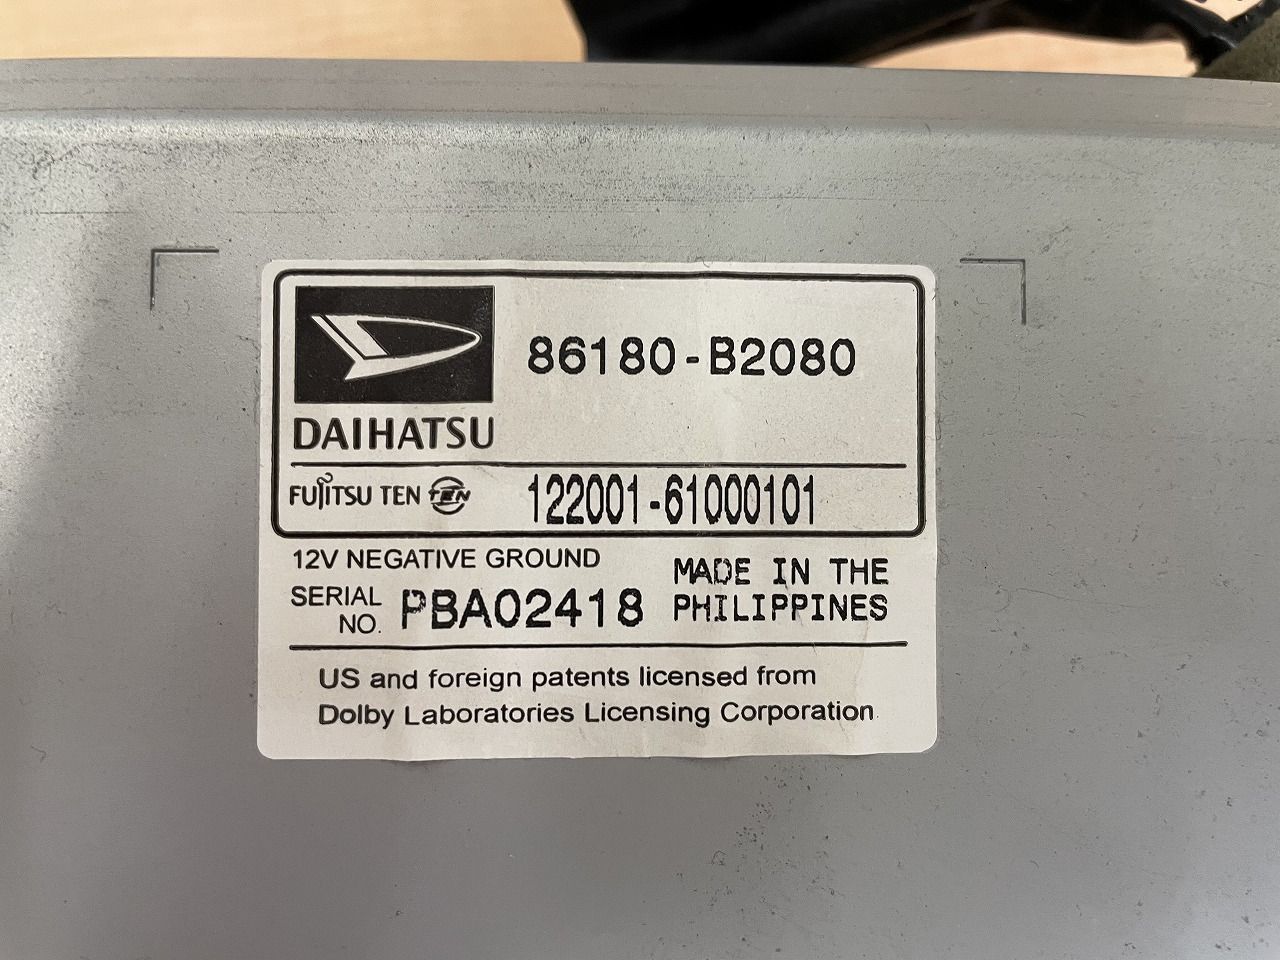 86180-B2080
DAIHATSU
FUJITSU TEN TEN 122001-61000101
12V NEGATIVE GROUND
SERIAL NO. PBA02418
MADE IN THE
PHILIPPINES
US and foreign patents licensed from
Dolby Laboratories Licensing Corporation